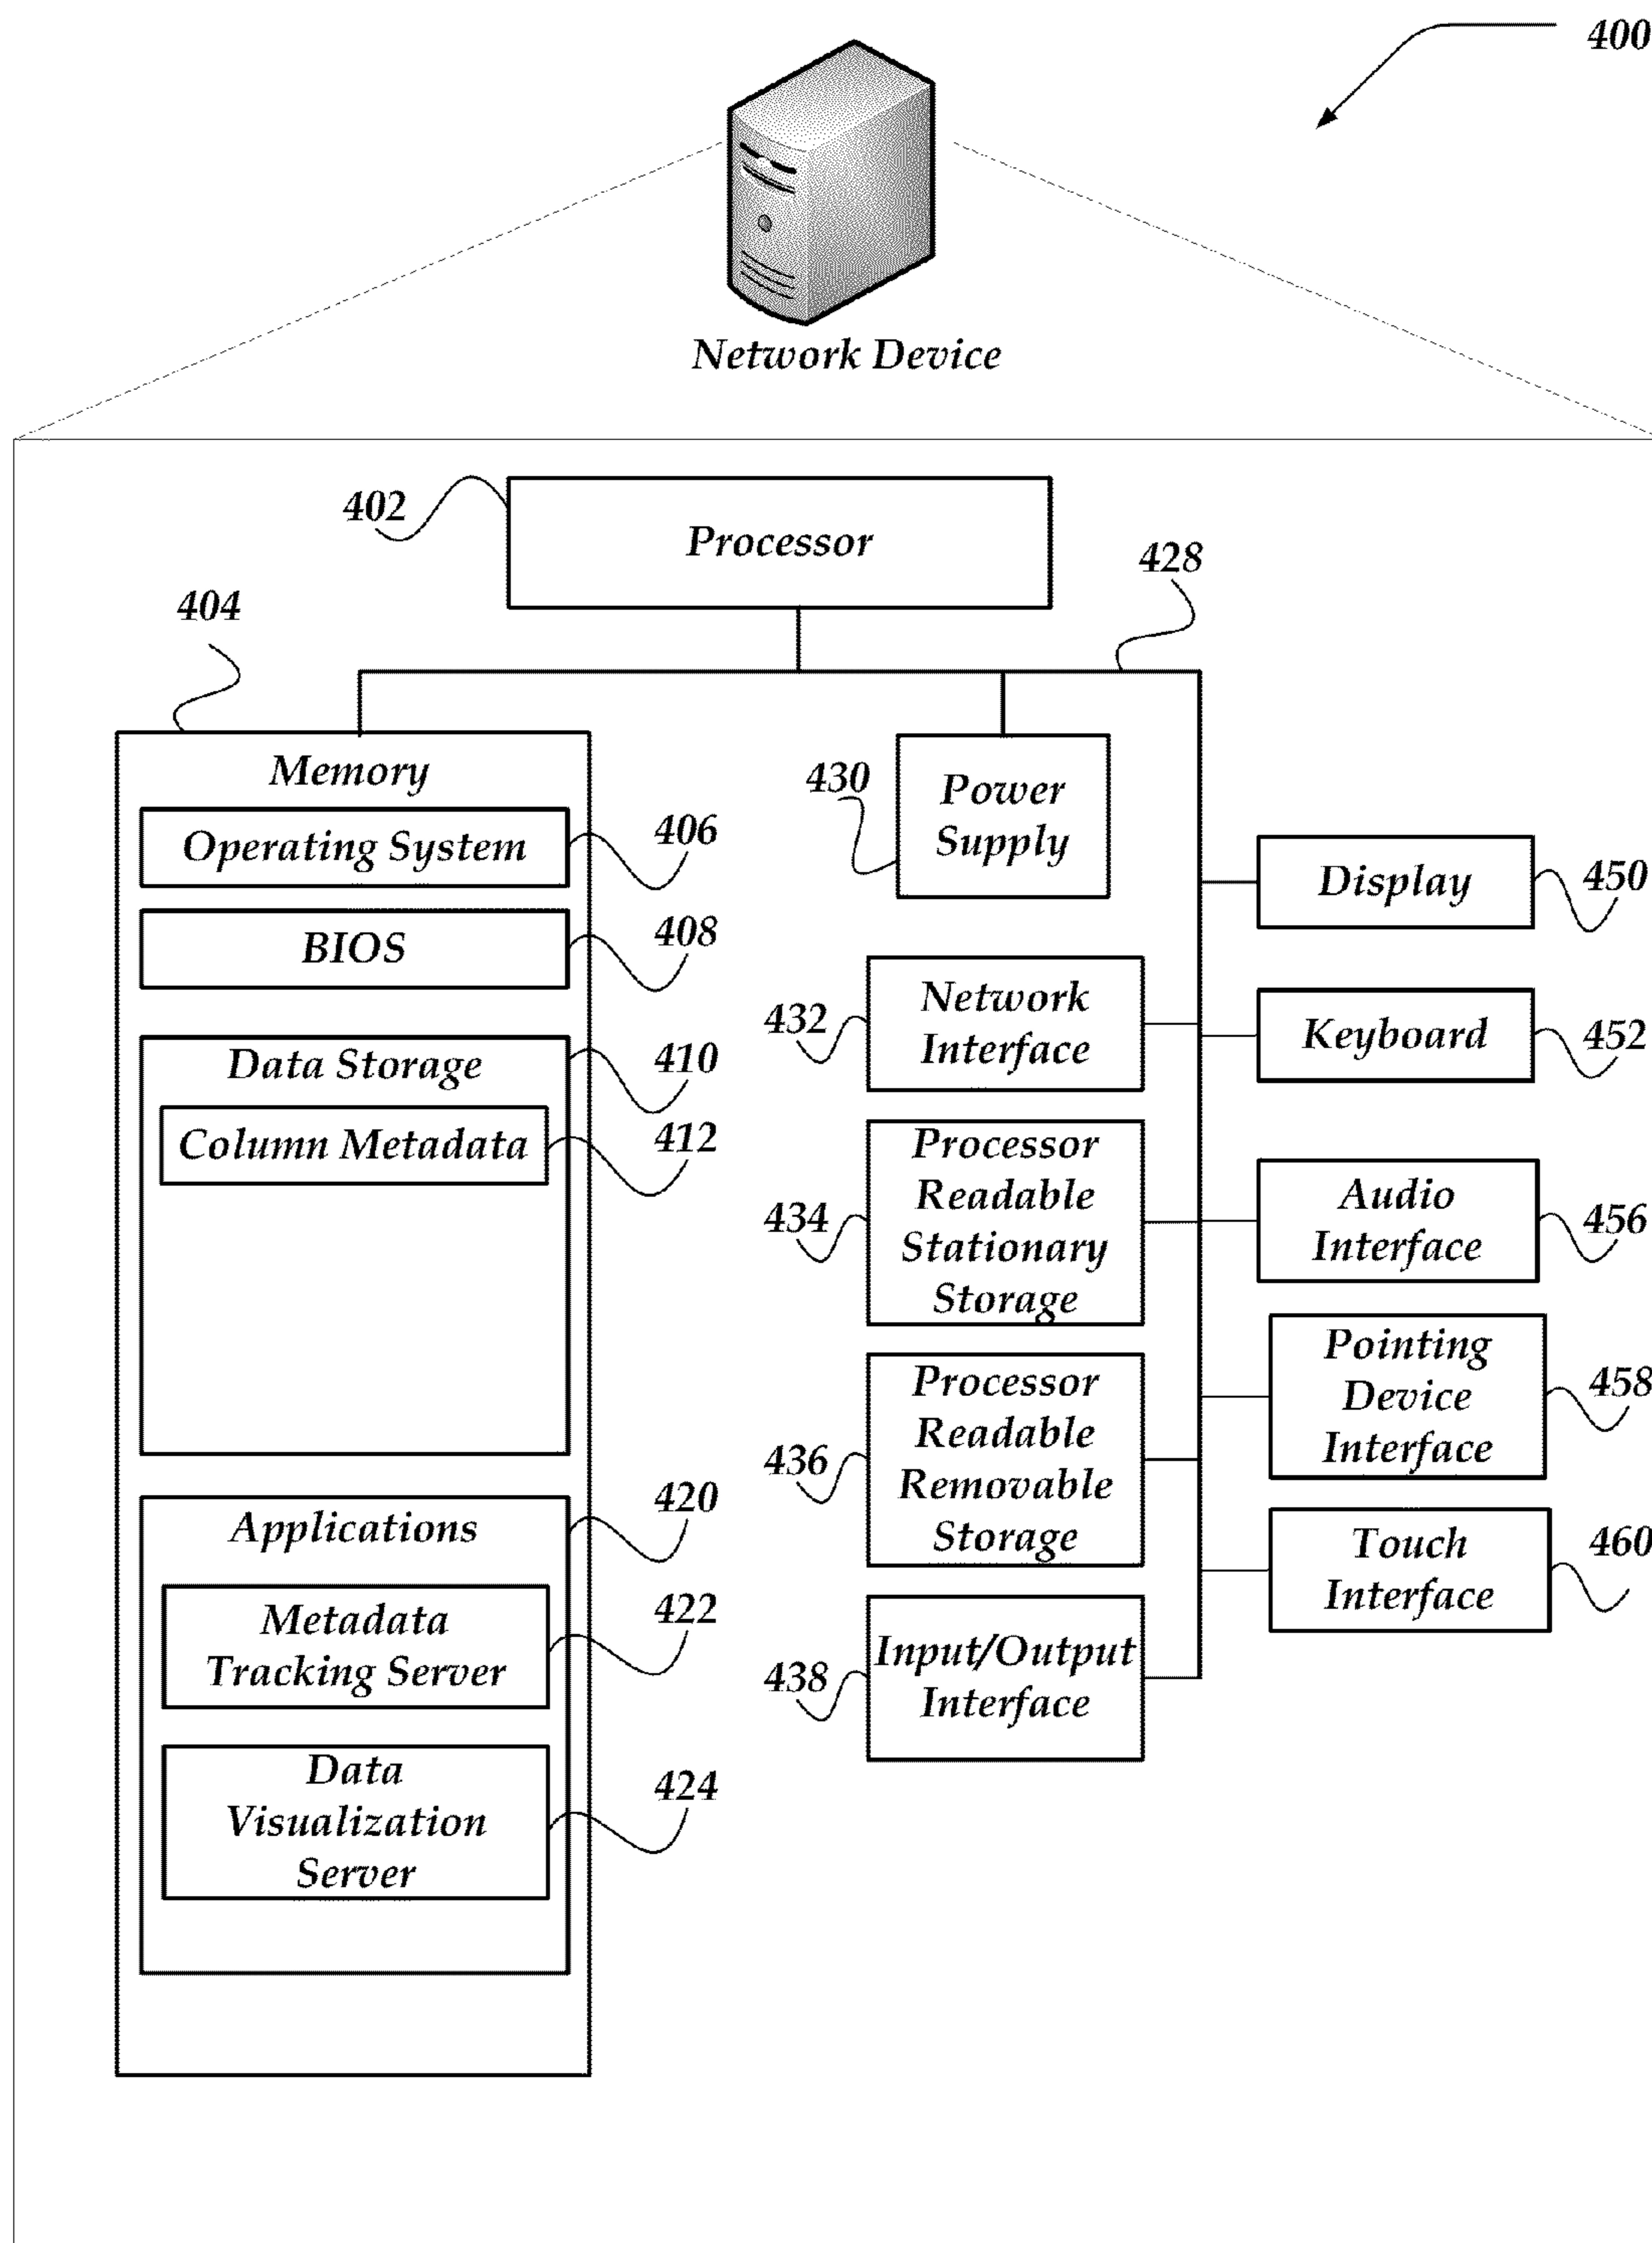 400
Network Device
402
Processor
428
404
Memory
Operating System
406
BIOS
408
Data Storage
410
Column Metadata
412
Applications
420
Metadata
Tracking Server
422
Data
Visualization
Server
424
430
Power
Supply
432
Network
Interface
434
Processor
Readable
Stationary
Storage
436
Processor
Readable
Removable
Storage
438
Input/Output
Interface
Display
450
Keyboard
452
Audio
Interface
456
Pointing
Device
Interface
458
Touch
Interface
460